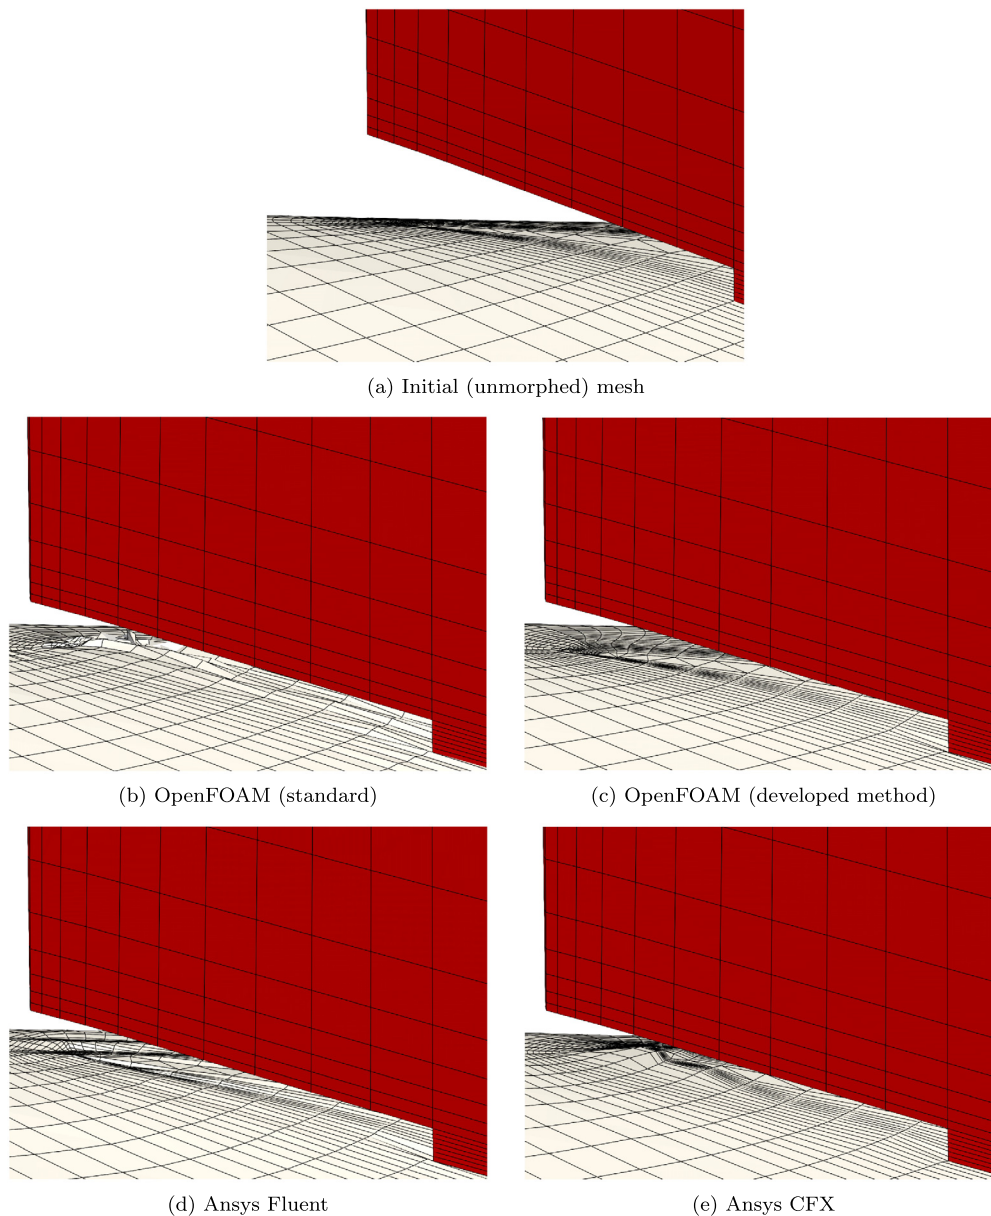 (a) Initial (unmorphed) mesh
(b) OpenFOAM (standard)
(c) OpenFOAM (developed method)
(d) Ansys Fluent
(e) Ansys CFX